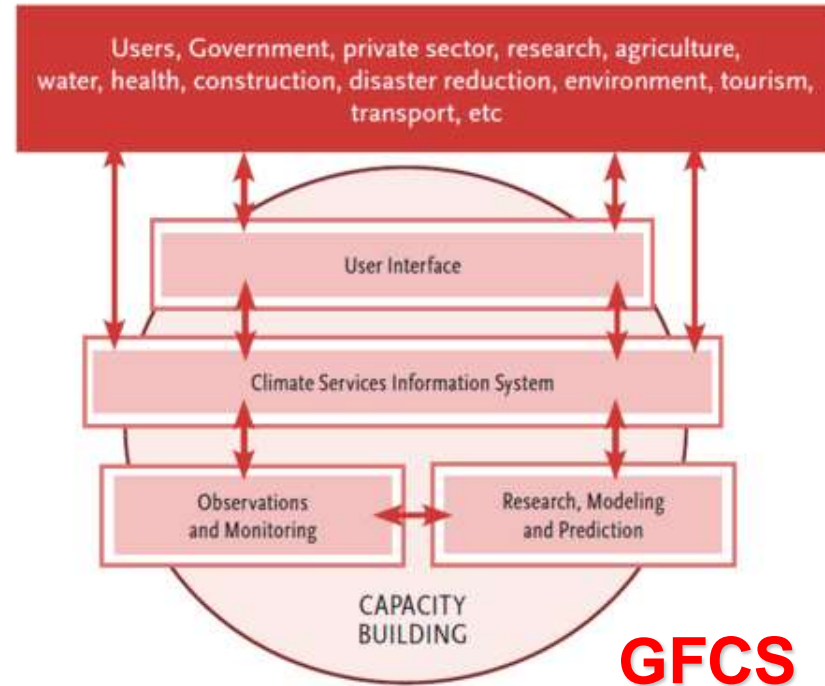 Users, Government, private sector, research, agriculture,
water, health, construction, disaster reduction, environment, tourism,
transport, etc
User Interface
Climate Services Information System
Observations
and Monitoring
Research, Modeling
and Prediction
CAPACITY
BUILDING
GFCS